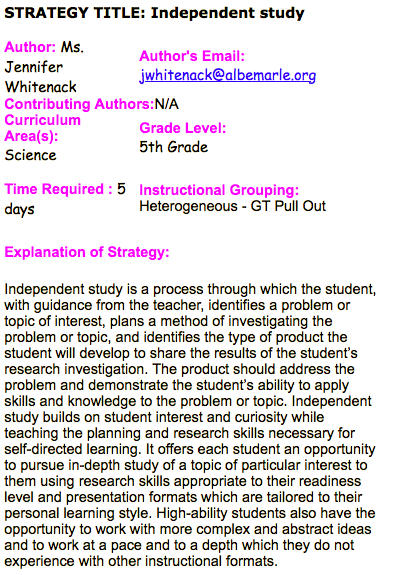 STRATEGY TITLE: Independent study
Author: Ms.
Jennifer
Whitenack
Author's Email:
jwhitenack@albemarle.org
Contributing Authors:N/A
Curriculum
Area(s):
Science
Grade Level:
5th Grade
Time Required : 5
days
Instructional Grouping:
Heterogeneous - GT Pull Out
Explanation of Strategy:
Independent study is a process through which the student,
with guidance from the teacher, identifies a problem or
topic of interest, plans a method of investigating the
problem or topic, and identifies the type of product the
student will develop to share the results of the student's
research investigation. The product should address the
problem and demonstrate the student's ability to apply
skills and knowledge to the problem or topic. Independent
study builds on student interest and curiosity while
teaching the planning and research skills necessary for
self-directed learning. It offers each student an opportunity
to pursue in-depth study of a topic of particular interest to
them using research skills appropriate to their readiness
level and presentation formats which are tailored to their
personal learning style. High-ability students also have the
opportunity to work with more complex and abstract ideas
and to work at a pace and to a depth which they do not
experience with other instructional formats.